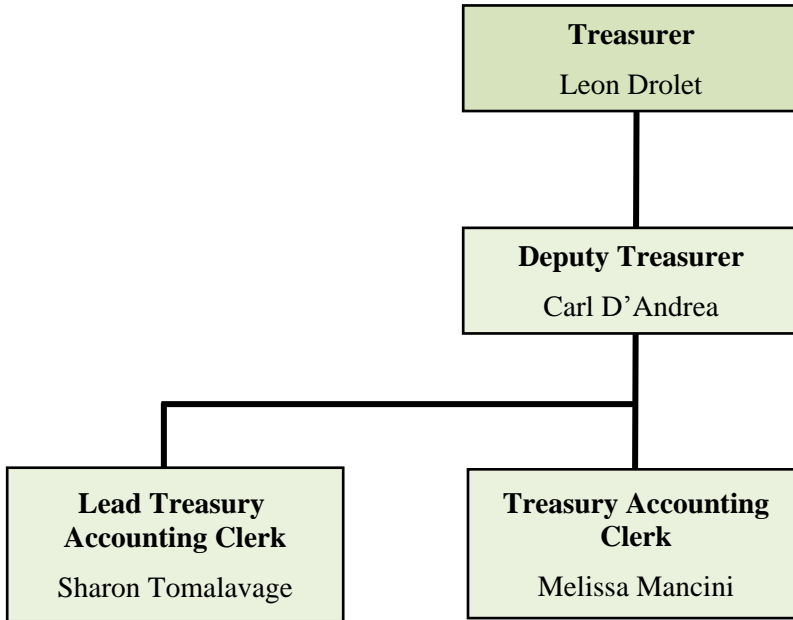 Treasurer
Leon Drolet
Deputy Treasurer
Carl D’Andrea
Lead Treasury
Accounting Clerk
Sharon Tomalavage
Treasury Accounting
Clerk
Melissa Mancini